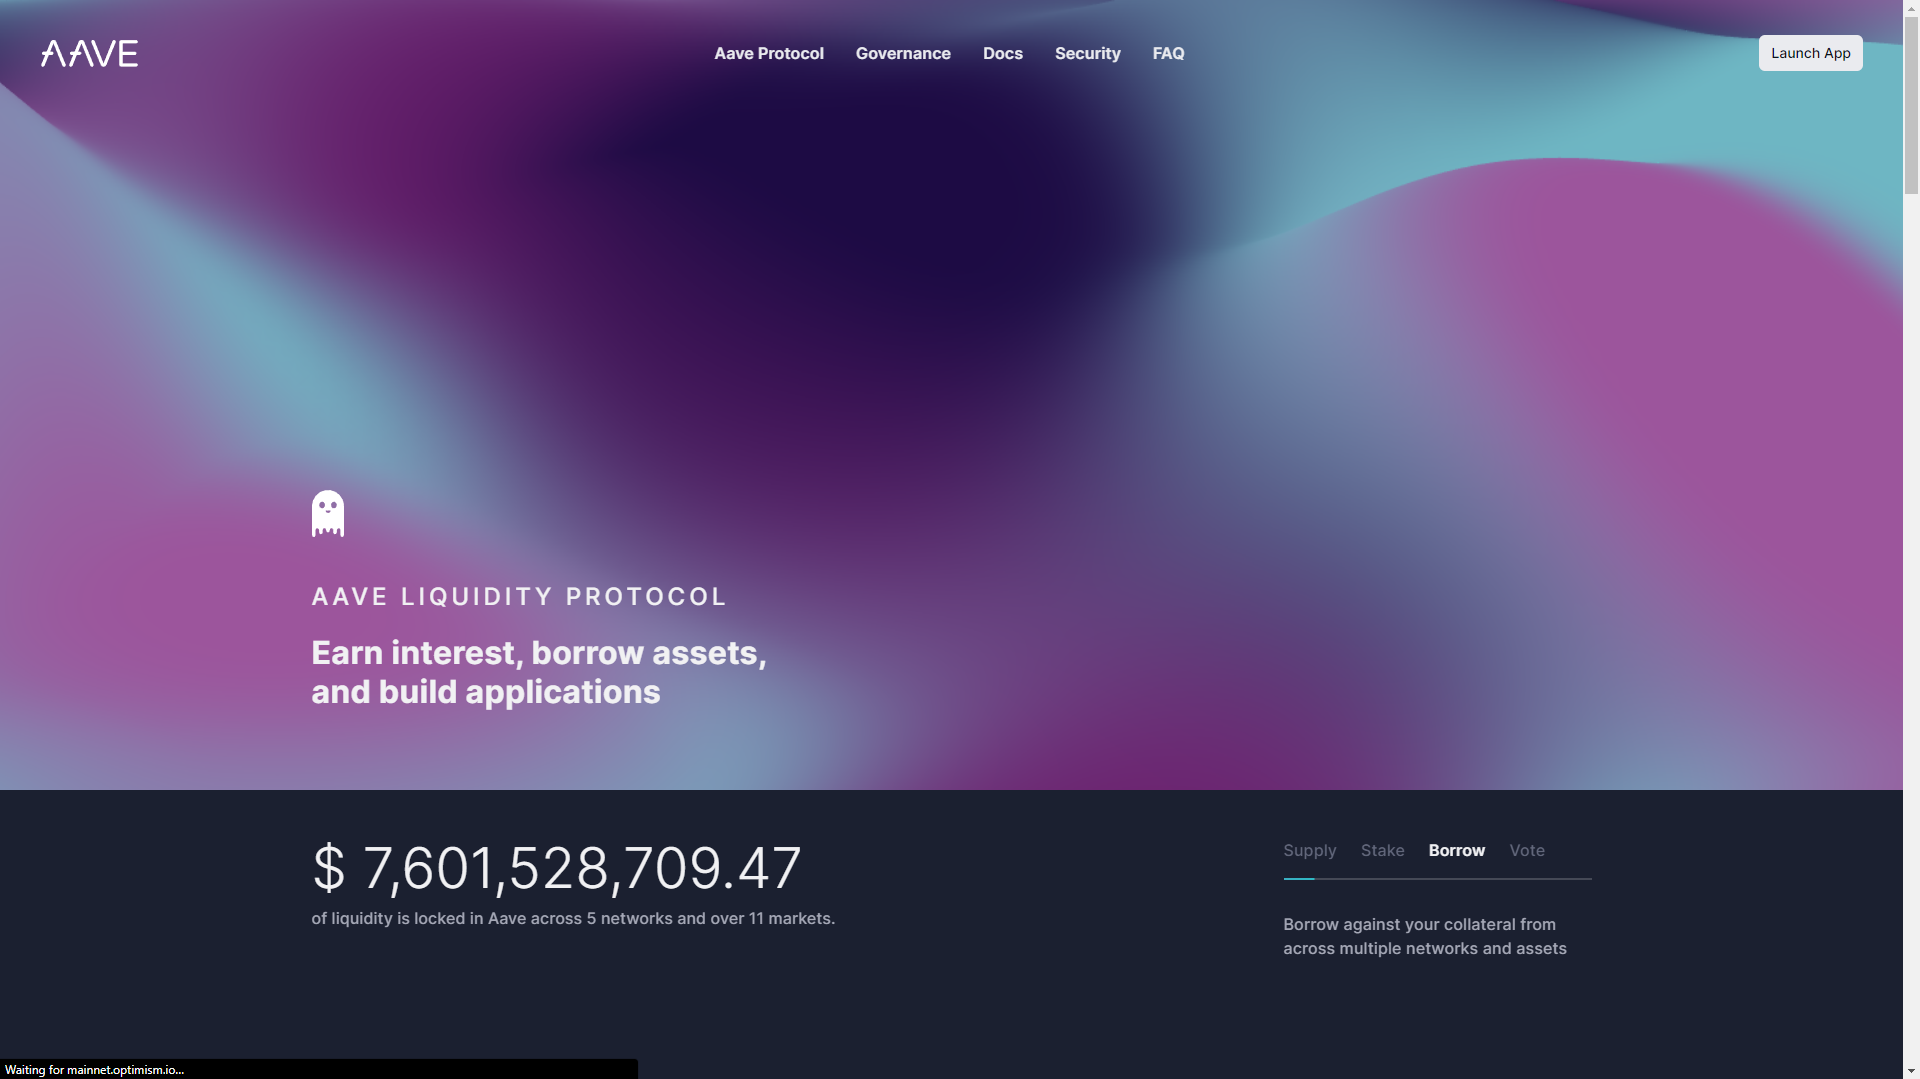 AAVE
Aave Protocol
Governance
Docs
Security
FAQ
Launch App
AAVE LIQUIDITY PROTOCOL
Earn interest, borrow assets,
and build applications
$ 7,601,528,709.47
of liquidity is locked in Aave across 5 networks and over 11 markets.
Supply
Stake
Borrow
Vote
Borrow against your collateral from
across multiple networks and assets
Waiting for mainnet.optimism.io...